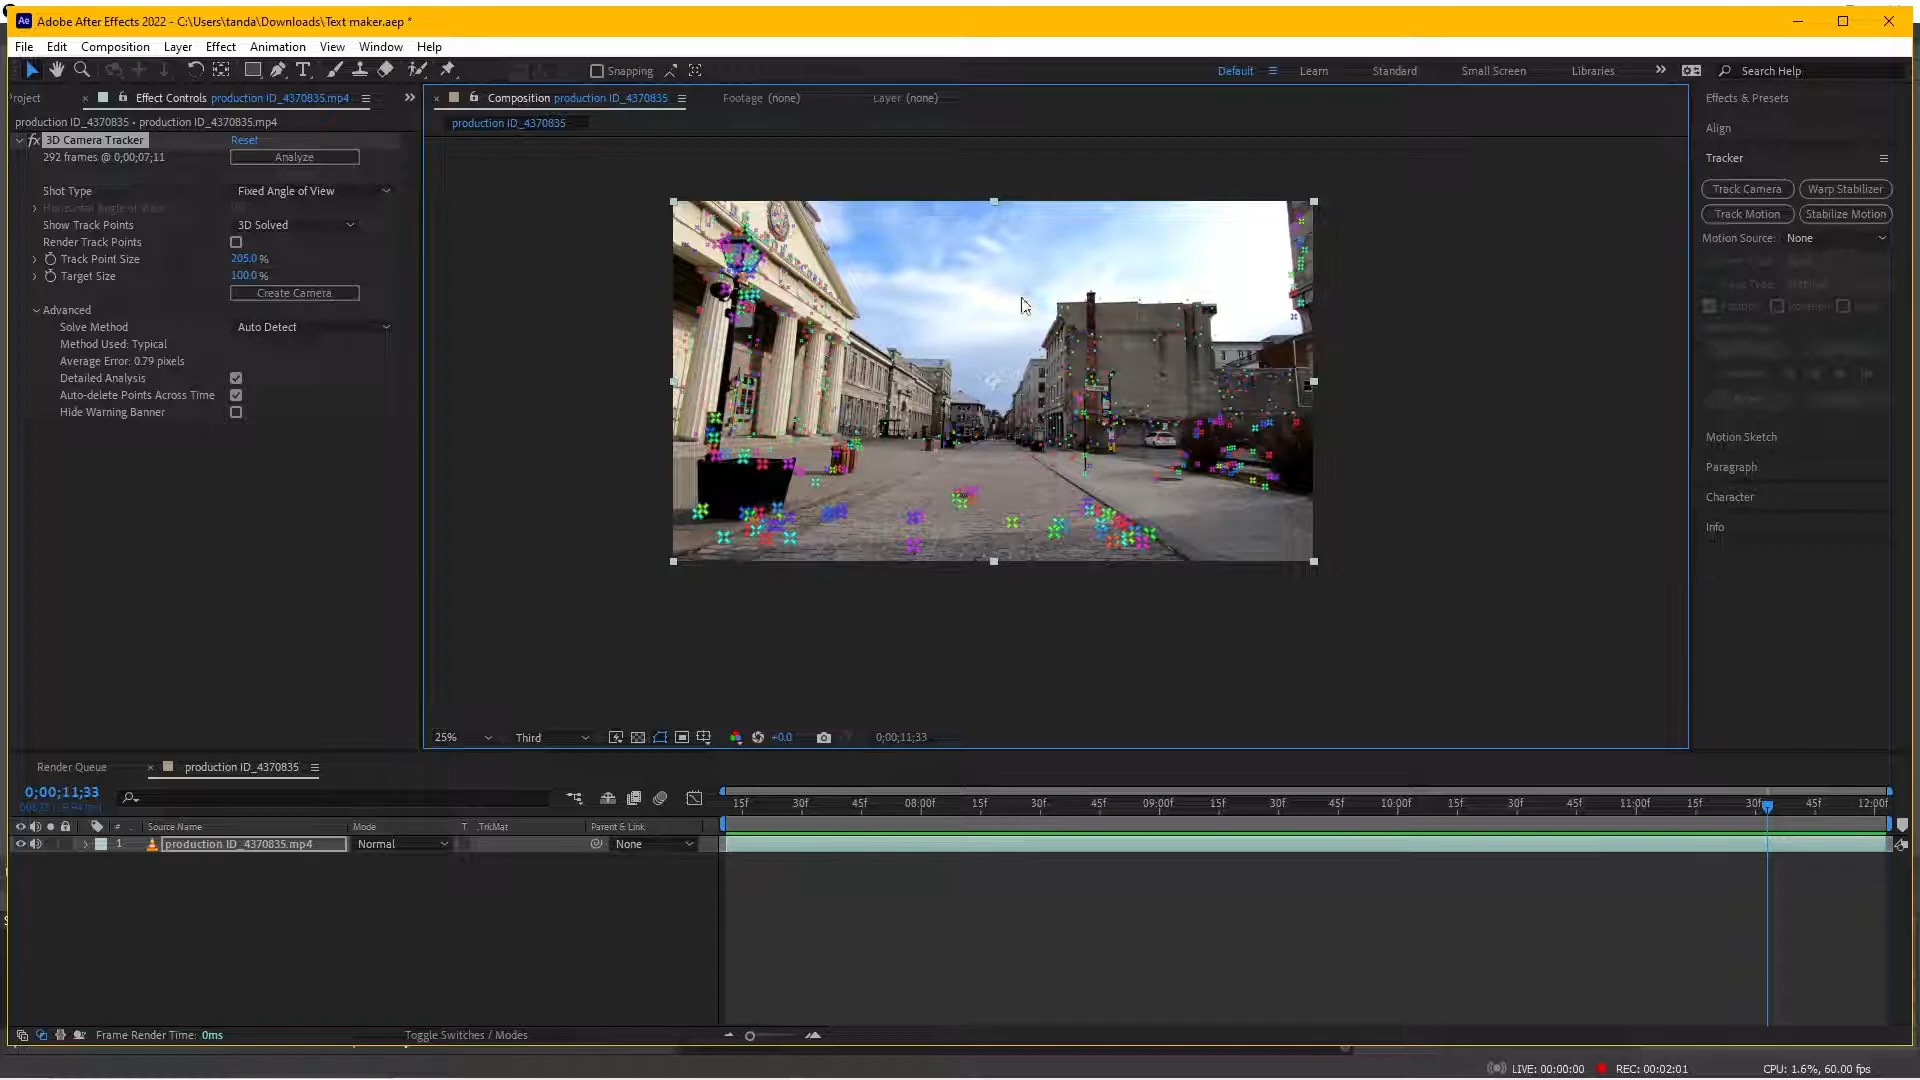 Ae Adobe After Effects 2022 - C:\Users\tanda\Downloads\Text maker.aep *
File Edit Composition Layer Effect Animation View Window Help
Snapping Default Learn Standard Small Screen Libraries Search Help
roject Effect Controls production ID_4370835.mp4
Composition production ID_4370835 Footage (none) Layer (none)
production ID_4370835 • production ID_4370835.mp4
production ID_4370835
fx 3D Camera Tracker Reset
292 frames @ 0;00;07;11 Analyze
Shot Type Fixed Angle of View
Horizontal Angle of View
Show Track Points 3D Solved
Render Track Points
Track Point Size 205.0 %
Target Size 100.0 %
Create Camera
Advanced
Solve Method Auto Detect
Method Used: Typical
Average Error: 0.79 pixels
Detailed Analysis
Auto-delete Points Across Time
Hide Warning Banner
Effects & Presets
Align
Tracker
Track Camera Warp Stabilizer
Track Motion Stabilize Motion
Motion Source: None
Motion Sketch
Paragraph
Character
Info
25% Third +0.0 0;00;11;33
Render Queue production ID_4370835
0;00;11;33
15f 30f 45f 08:00f 15f 30f 45f 09:00f 15f 30f 45f 10:00f 15f 30f 45f 11:00f 15f 30f 45f 12:00f
# Source Name Mode T .TrkMat Parent & Link
1 production ID_4370835.mp4 Normal None
Frame Render Time: 0ms Toggle Switches / Modes
LIVE: 00:00:00 REC: 00:02:01 CPU: 1.6%, 60.00 fps